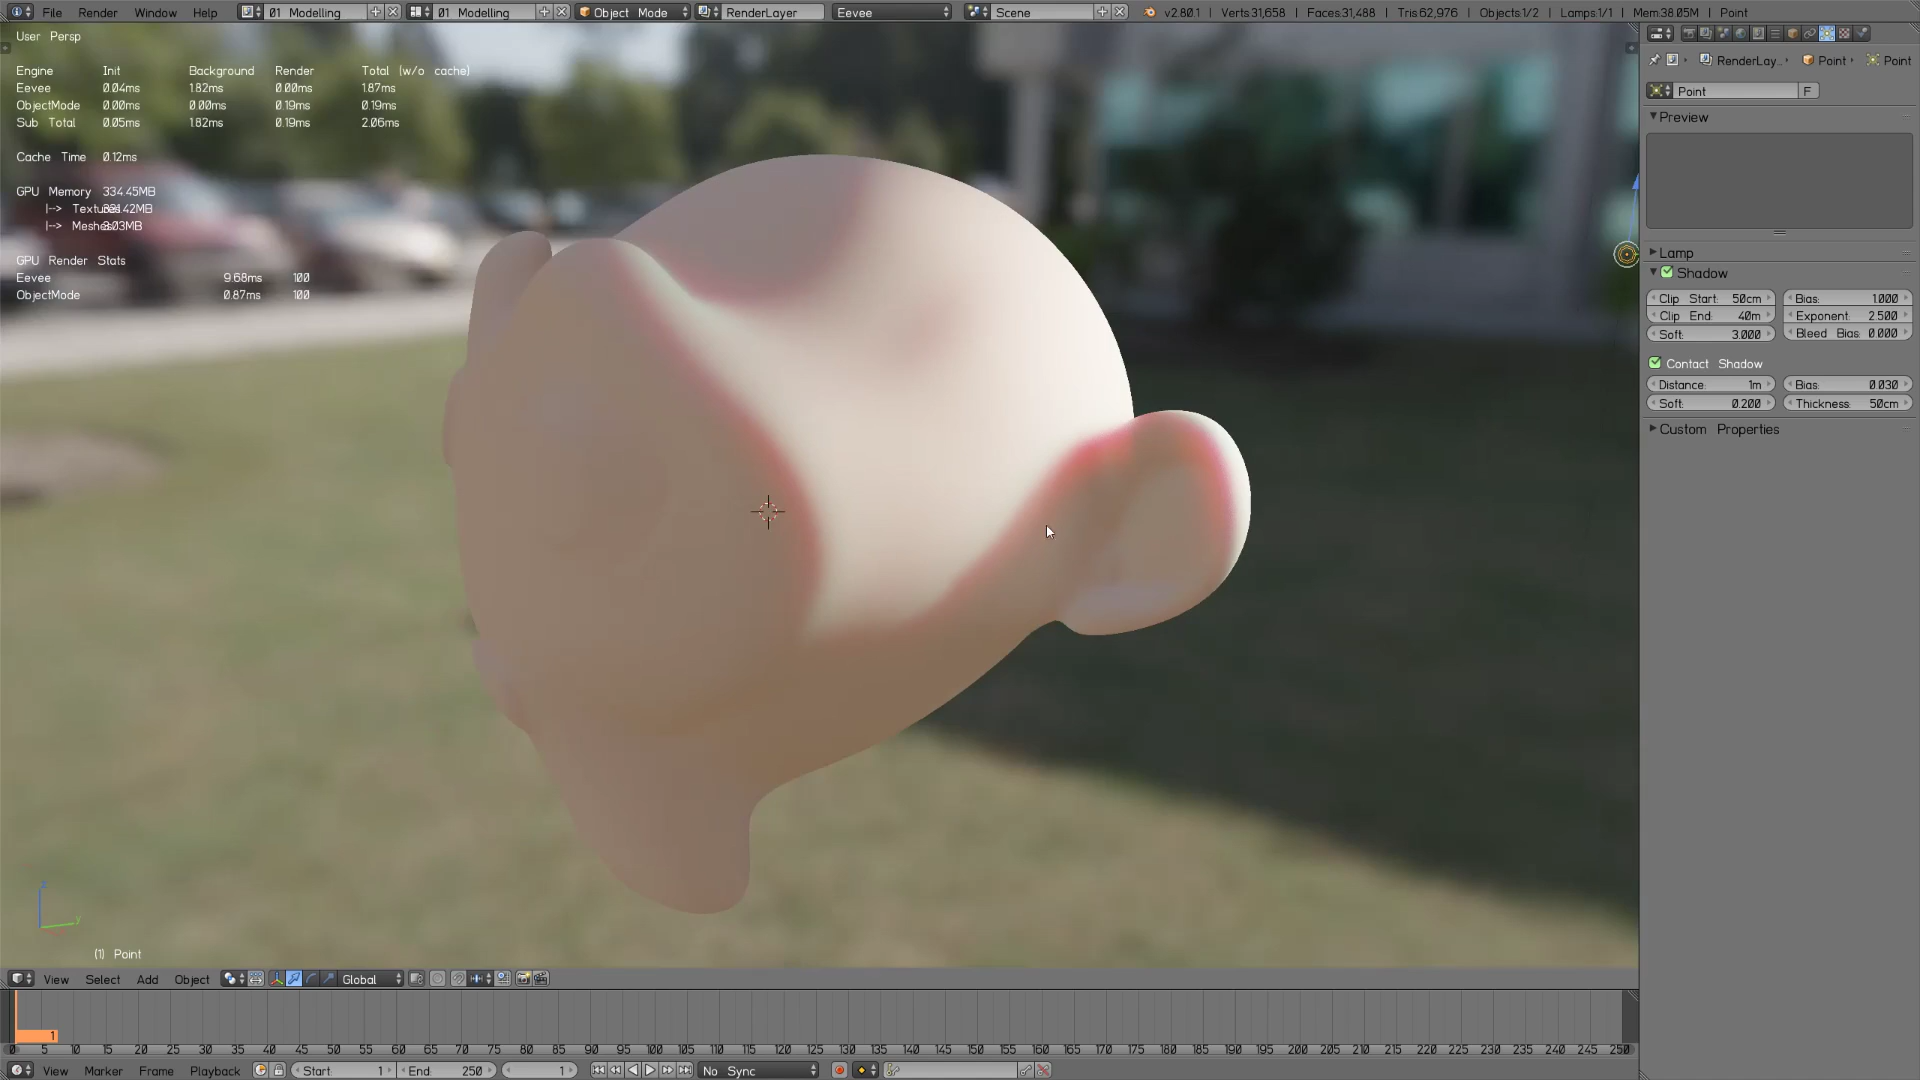 File Render Window Help 01 Modelling 01 Modelling Object Mode RenderLayer Eevee Scene v2.80.1 | Verts:31,658 | Faces:31,488 | Tris:62,976 | Objects:1/2 | Lamps:1/1 | Mem:38.05M | Point
User Persp
Engine Init Background Render Total (w/o cache)
Eevee 0.04ms 1.82ms 0.00ms 1.87ms
ObjectMode 0.00ms 0.00ms 0.19ms 0.19ms
Sub Total 0.05ms 1.82ms 0.19ms 2.06ms
Cache Time 0.12ms
GPU Memory 334.45MB
|--> Textures
|--> Meshes
GPU Render Stats
Eevee 9.68ms 100
ObjectMode 0.87ms 100
(1) Point
RenderLay.. Point Point
Point F
Preview
Lamp
Shadow
Clip Start: 50cm Bias: 1.000
Clip End: 40m Exponent: 2.500
Soft: 3.000 Bleed Bias: 0.000
Contact Shadow
Distance: 1m Bias: 0.030
Soft: 0.200 Thickness: 50cm
Custom Properties
z
y
View Select Add Object Global
1
0 5 10 15 20 25 30 35 40 45 50 55 60 65 70 75 80 85 90 95 100 105 110 115 120 125 130 135 140 145 150 155 160 165 170 175 180 185 190 195 200 205 210 215 220 225 230 235 240 245 250
View Marker Frame Playback Start: 1 End: 250 1 No Sync